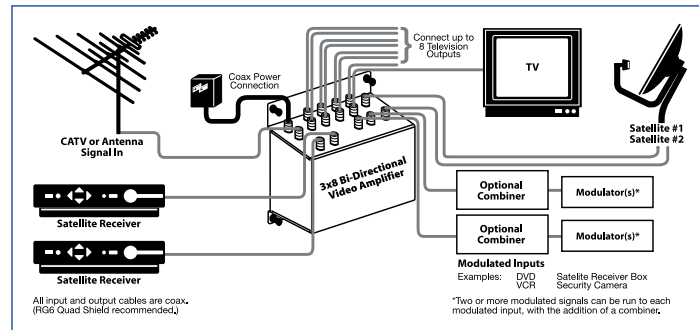 Connect up to
8 Television
Outputs
Coax Power
Connection
TV
CATV or Antenna
Signal In
Satellite #1
Satellite #2
3x8 Bi-Directional
Video Amplifier
Optional
Combiner
Modulator(s)*
Satellite Receiver
Optional
Combiner
Modulator(s)*
Satellite Receiver
Modulated Inputs
Examples: DVD Satelite Receiver Box
VCR Security Camera
All input and output cables are coax.
(RG6 Quad Shield recommended.)
*Two or more modulated signals can be run to each
modulated input, with the addition of a combiner.